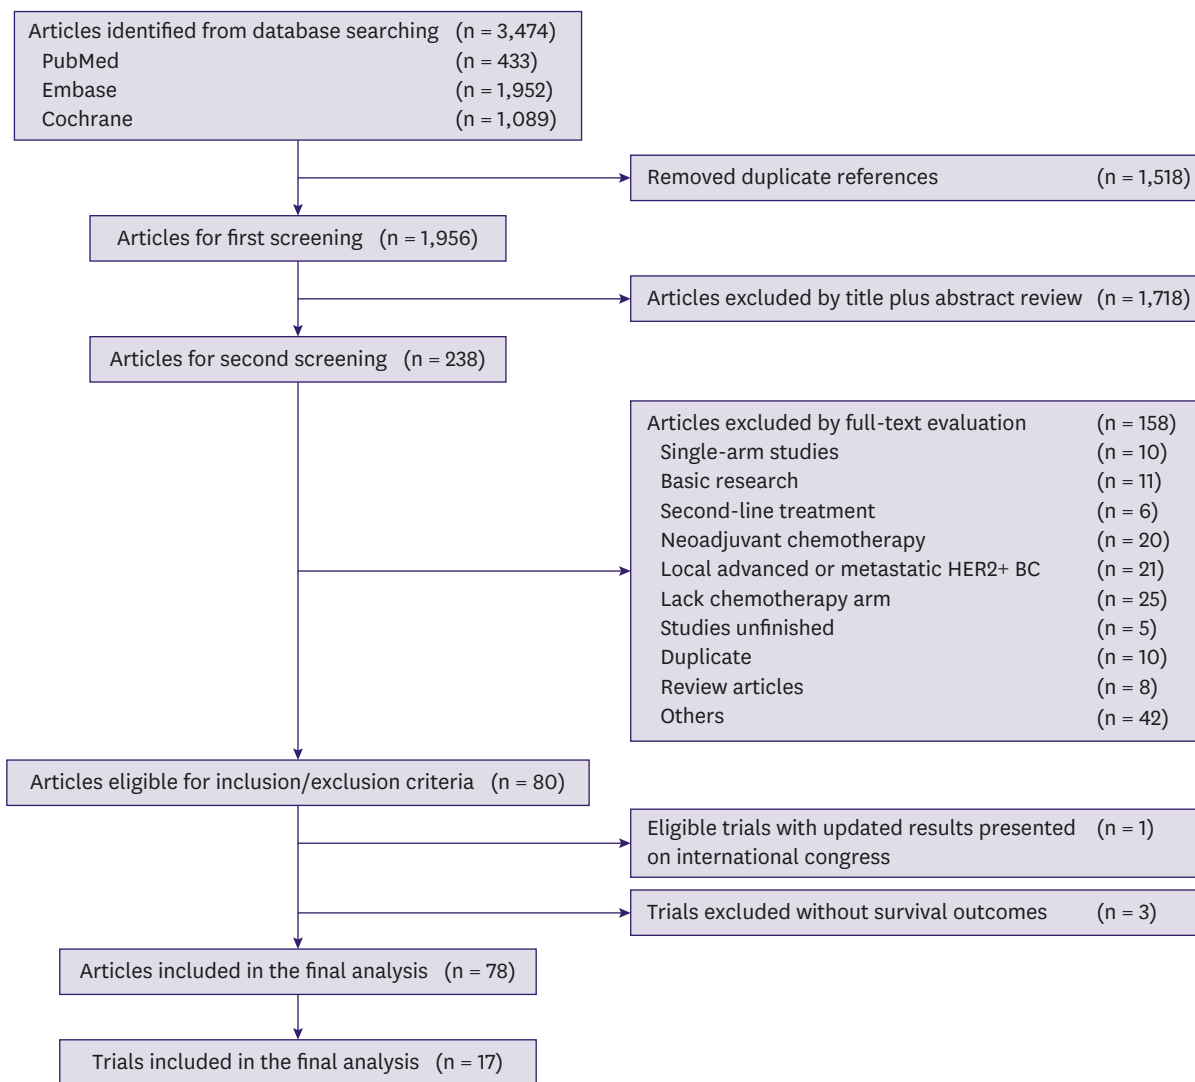 Articles identified from database searching (n = 3,474)
PubMed (n = 433)
Embase (n = 1,952)
Cochrane (n = 1,089)
Removed duplicate references (n = 1,518)
Articles for first screening (n = 1,956)
Articles excluded by title plus abstract review (n = 1,718)
Articles for second screening (n = 238)
Articles excluded by full-text evaluation (n = 158)
Single-arm studies (n = 10)
Basic research (n = 11)
Second-line treatment (n = 6)
Neoadjuvant chemotherapy (n = 20)
Local advanced or metastatic HER2+ BC (n = 21)
Lack chemotherapy arm (n = 25)
Studies unfinished (n = 5)
Duplicate (n = 10)
Review articles (n = 8)
Others (n = 42)
Articles eligible for inclusion/exclusion criteria (n = 80)
Eligible trials with updated results presented (n = 1)
on international congress
Trials excluded without survival outcomes (n = 3)
Articles included in the final analysis (n = 78)
Trials included in the final analysis (n = 17)